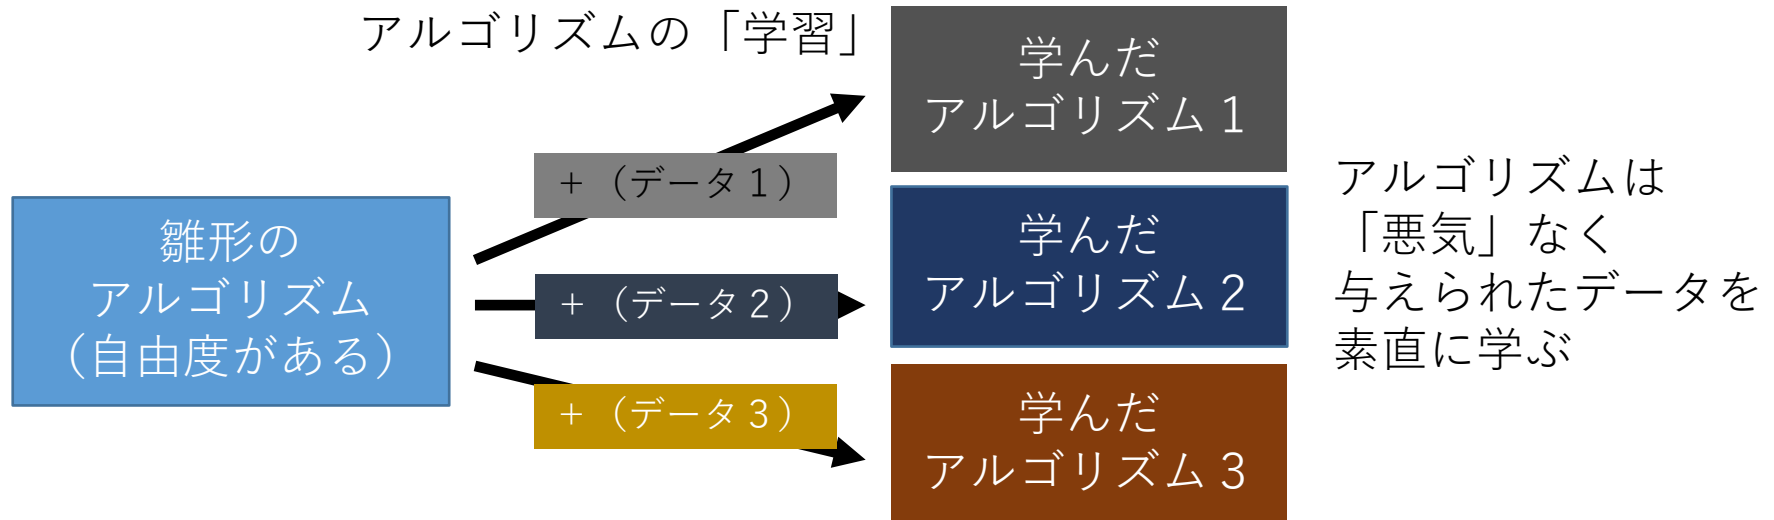 アルゴリズムの「学習」
雛形の
アルゴリズム
（自由度がある）
＋（データ１）
＋（データ２）
＋（データ３）
学んだ
アルゴリズム１
学んだ
アルゴリズム２
学んだ
アルゴリズム３
アルゴリズムは
「悪気」なく
与えられたデータを
素直に学ぶ